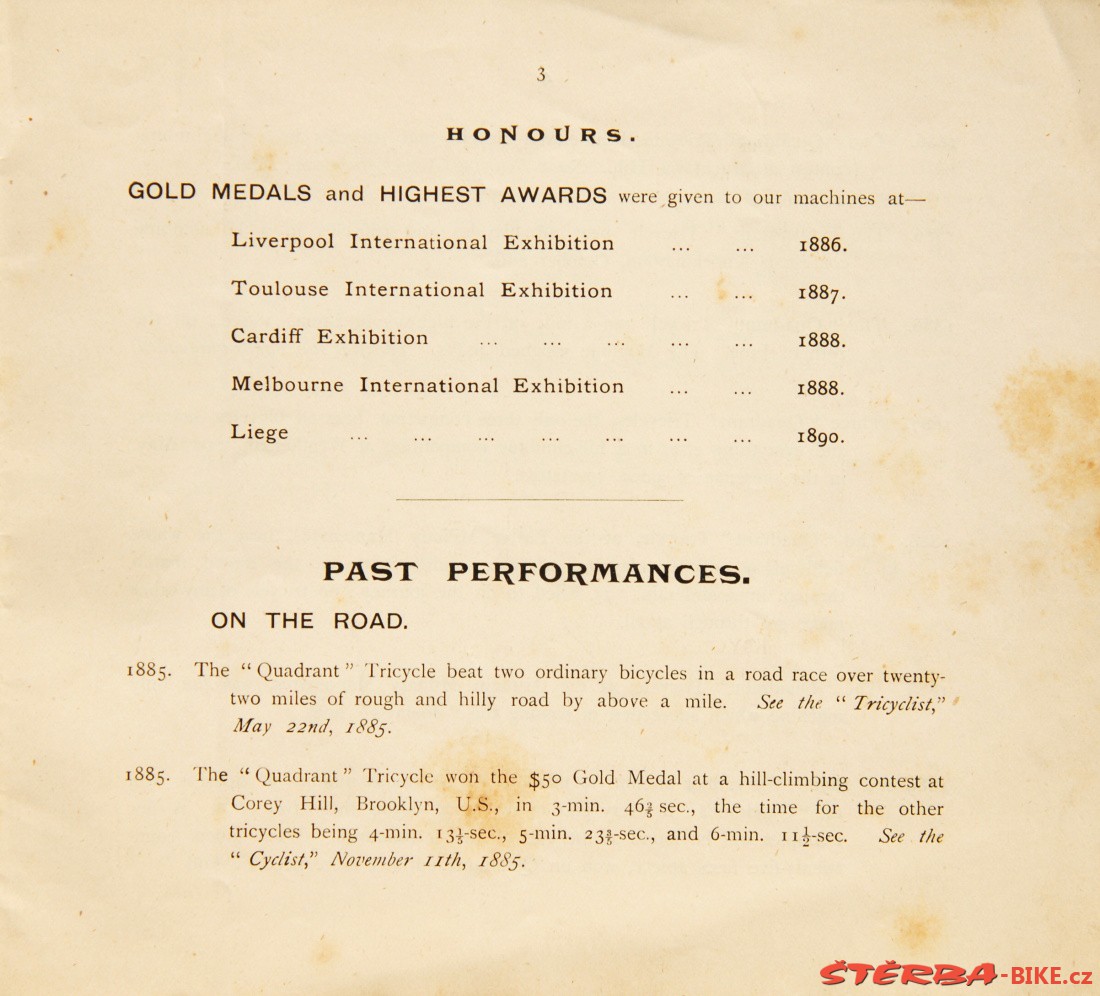 3
HONOURS.
GOLD MEDALS and HIGHEST AWARDS were given to our machines at—
Liverpool International Exhibition ... ... 1886.
Toulouse International Exhibition ... ... 1887.
Cardiff Exhibition ... ... ... ... ... 1888.
Melbourne International Exhibition ... ... 1888.
Liege ... ... ... ... ... ... ... 1890.
PAST PERFORMANCES.
ON THE ROAD.
1885. The "Quadrant" Tricycle beat two ordinary bicycles in a road race over twenty-
two miles of rough and hilly road by above a mile. See the "Tricyclist,"
May 22nd, 1885.
1885. The "Quadrant" Tricycle won the $50 Gold Medal at a hill-climbing contest at
Corey Hill, Brooklyn, U.S., in 3-min. 46⅖ sec., the time for the other
tricycles being 4-min. 13⅕-sec., 5-min. 23⅗-sec., and 6-min. 11½-sec. See the
"Cyclist," November 11th, 1885.
ŠTĚRBA-BIKE.cz